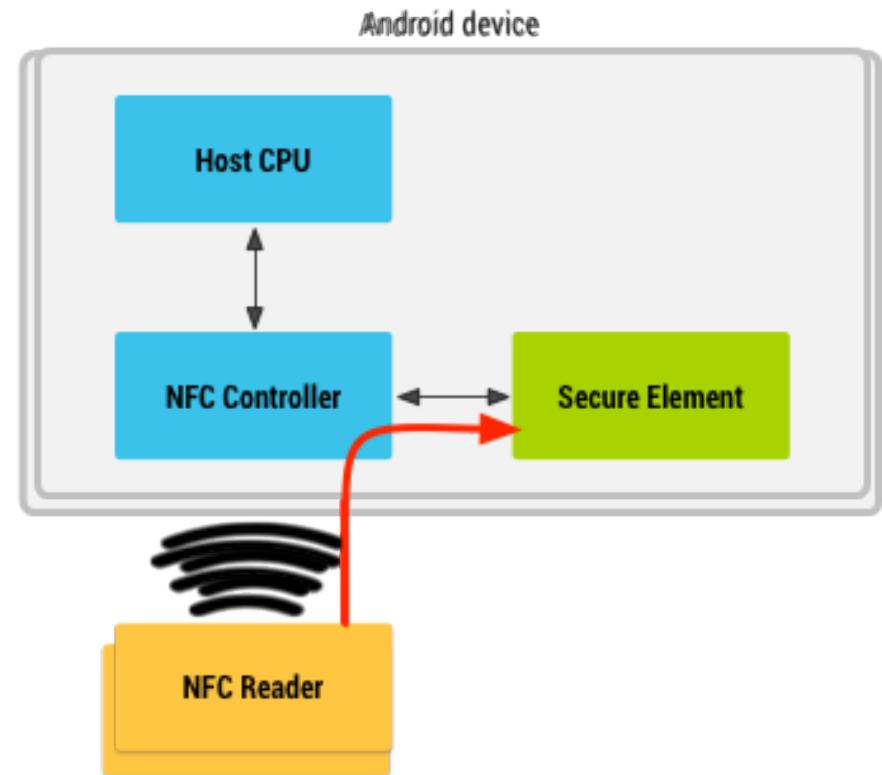 Android device
Host CPU
NFC Controller
Secure Element
NFC Reader